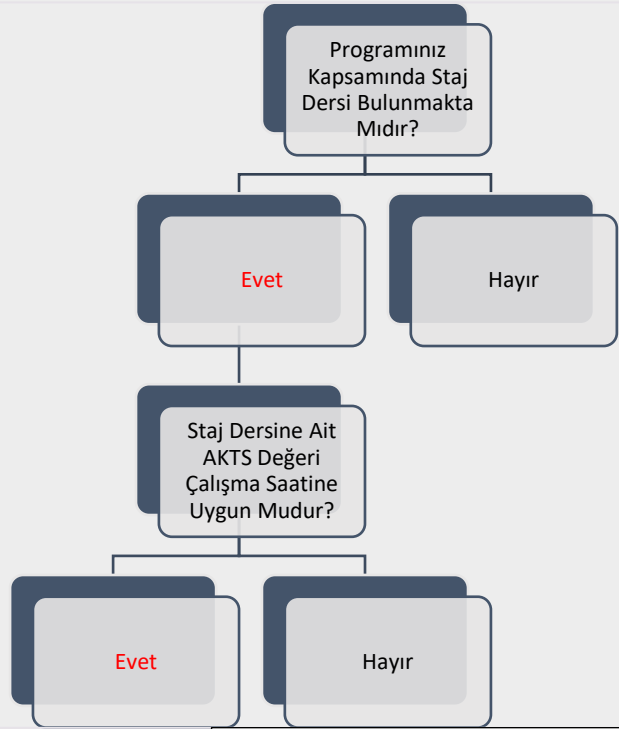 Programınız
Kapsamında Staj
Dersi Bulunmakta
Mıdır?
Evet
Hayır
Staj Dersine Ait
AKTS Değeri
Çalışma Saatine
Uygun Mudur?
Evet
Hayır